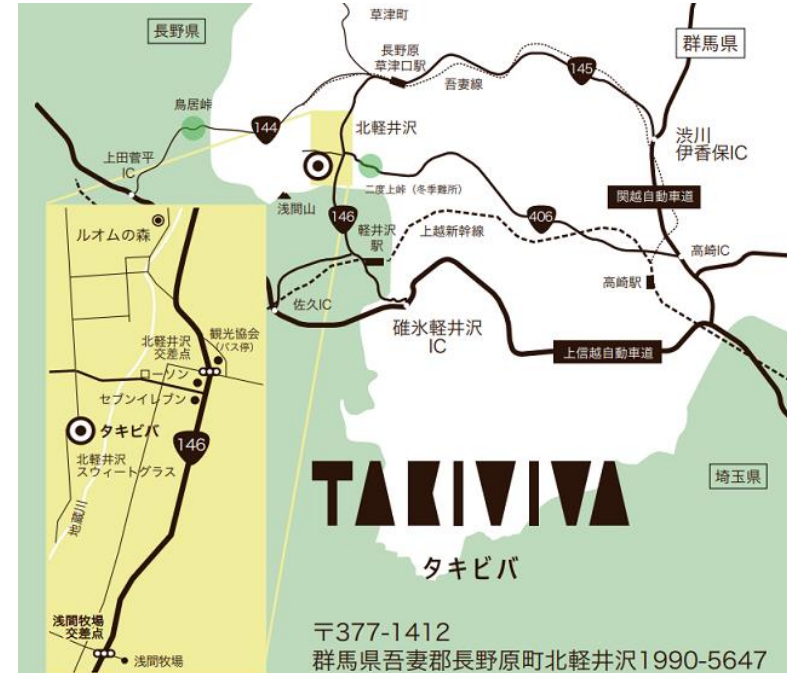 草津町
長野県
長野原
草津口駅
群馬県
吾妻線
145
鳥居峠
144
北軽井沢
渋川
伊香保IC
上田菅平
IC
二度上峠（冬季難所）
浅間山
関越自動車道
146
406
軽井沢
駅
上越新幹線
高崎IC
高崎駅
佐久IC
碓氷軽井沢
IC
上信越自動車道
ルオムの森
北軽井沢
交差点
観光協会
（バス停）
ローソン
セブンイレブン
タキビバ
146
北軽井沢
スウィートグラス
地蔵川
浅間牧場
交差点
浅間牧場
埼玉県
TAKIVIVA
タキビバ
〒377-1412
群馬県吾妻郡長野原町北軽井沢1990-5647